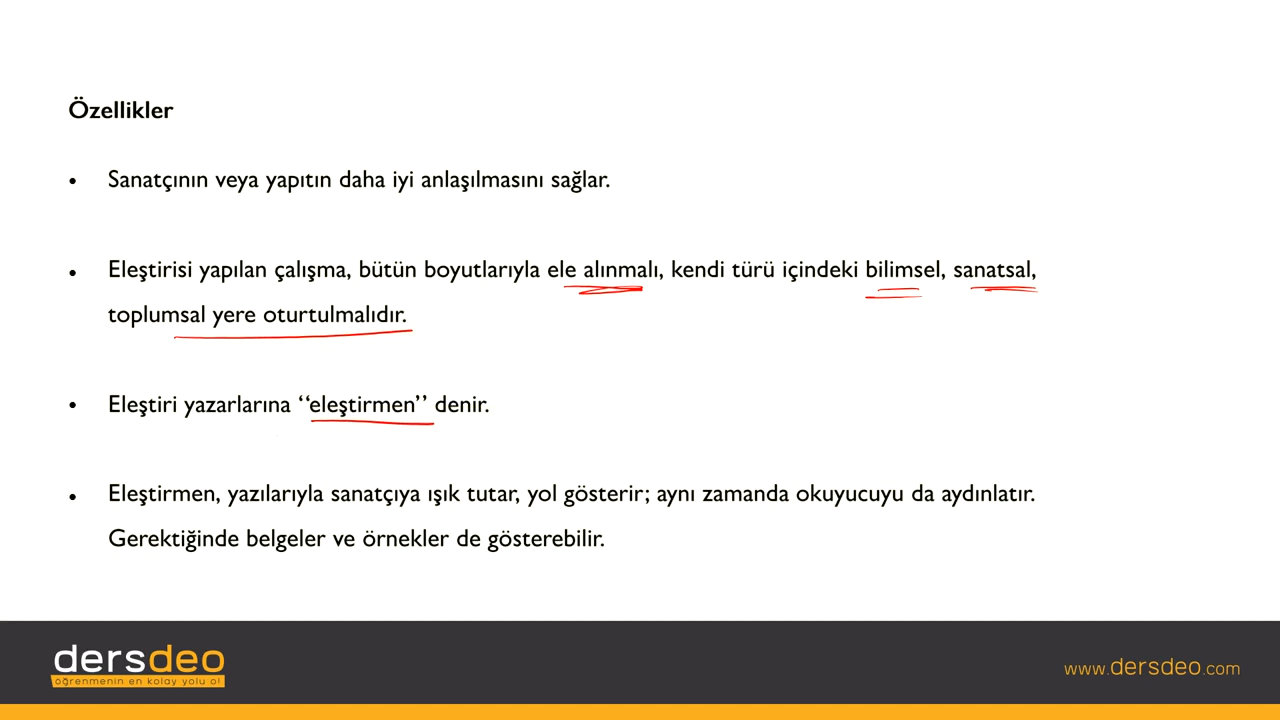 Özellikler
• Sanatçının veya yapıtın daha iyi anlaşılmasını sağlar.
• Eleştirisi yapılan çalışma, bütün boyutlarıyla ele alınmalı, kendi türü içindeki bilimsel, sanatsal,
toplumsal yere oturtulmalıdır.
• Eleştiri yazarlarına ‘‘eleştirmen’’ denir.
• Eleştirmen, yazılarıyla sanatçıya ışık tutar, yol gösterir; aynı zamanda okuyucuyu da aydınlatır.
Gerektiğinde belgeler ve örnekler de gösterebilir.
dersdeo
öğrenmenin en kolay yolu o!
www.dersdeo.com